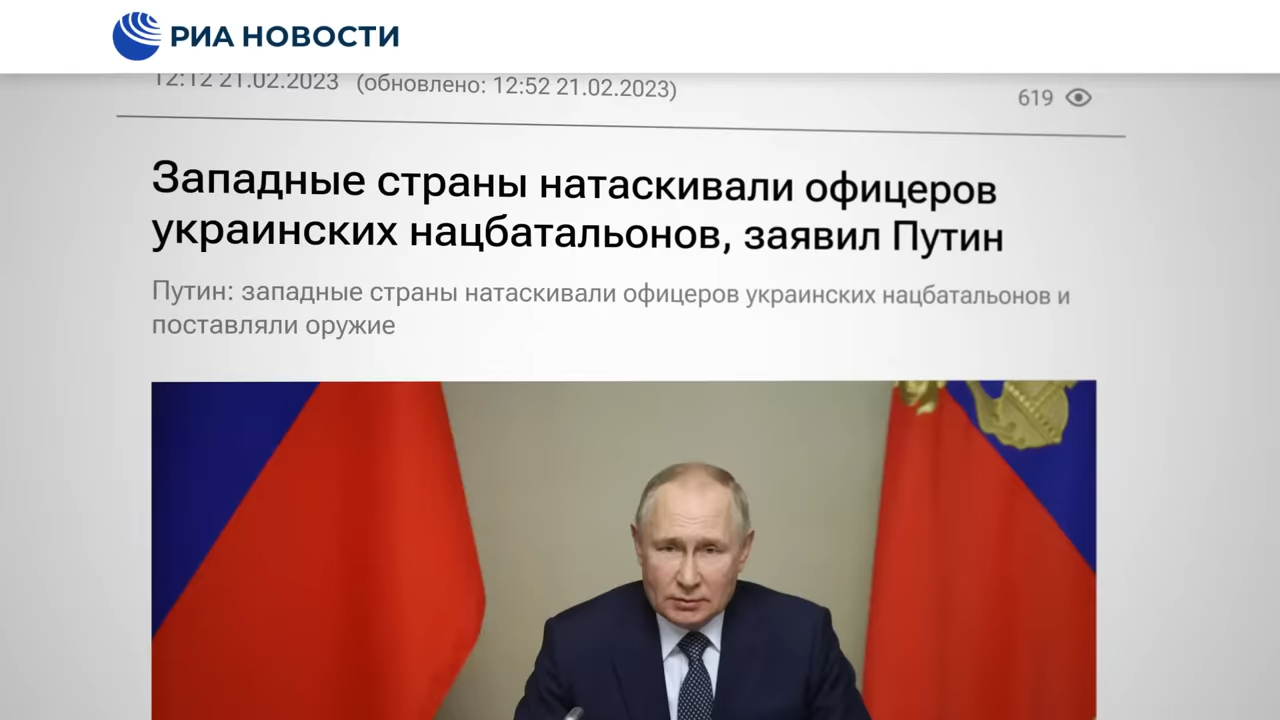 РИА НОВОСТИ
12:12 21.02.2023 (обновлено: 12:52 21.02.2023)
619
Западные страны натаскивали офицеров
украинских нацбатальонов, заявил Путин
Путин: западные страны натаскивали офицеров украинских нацбатальонов и
поставляли оружие